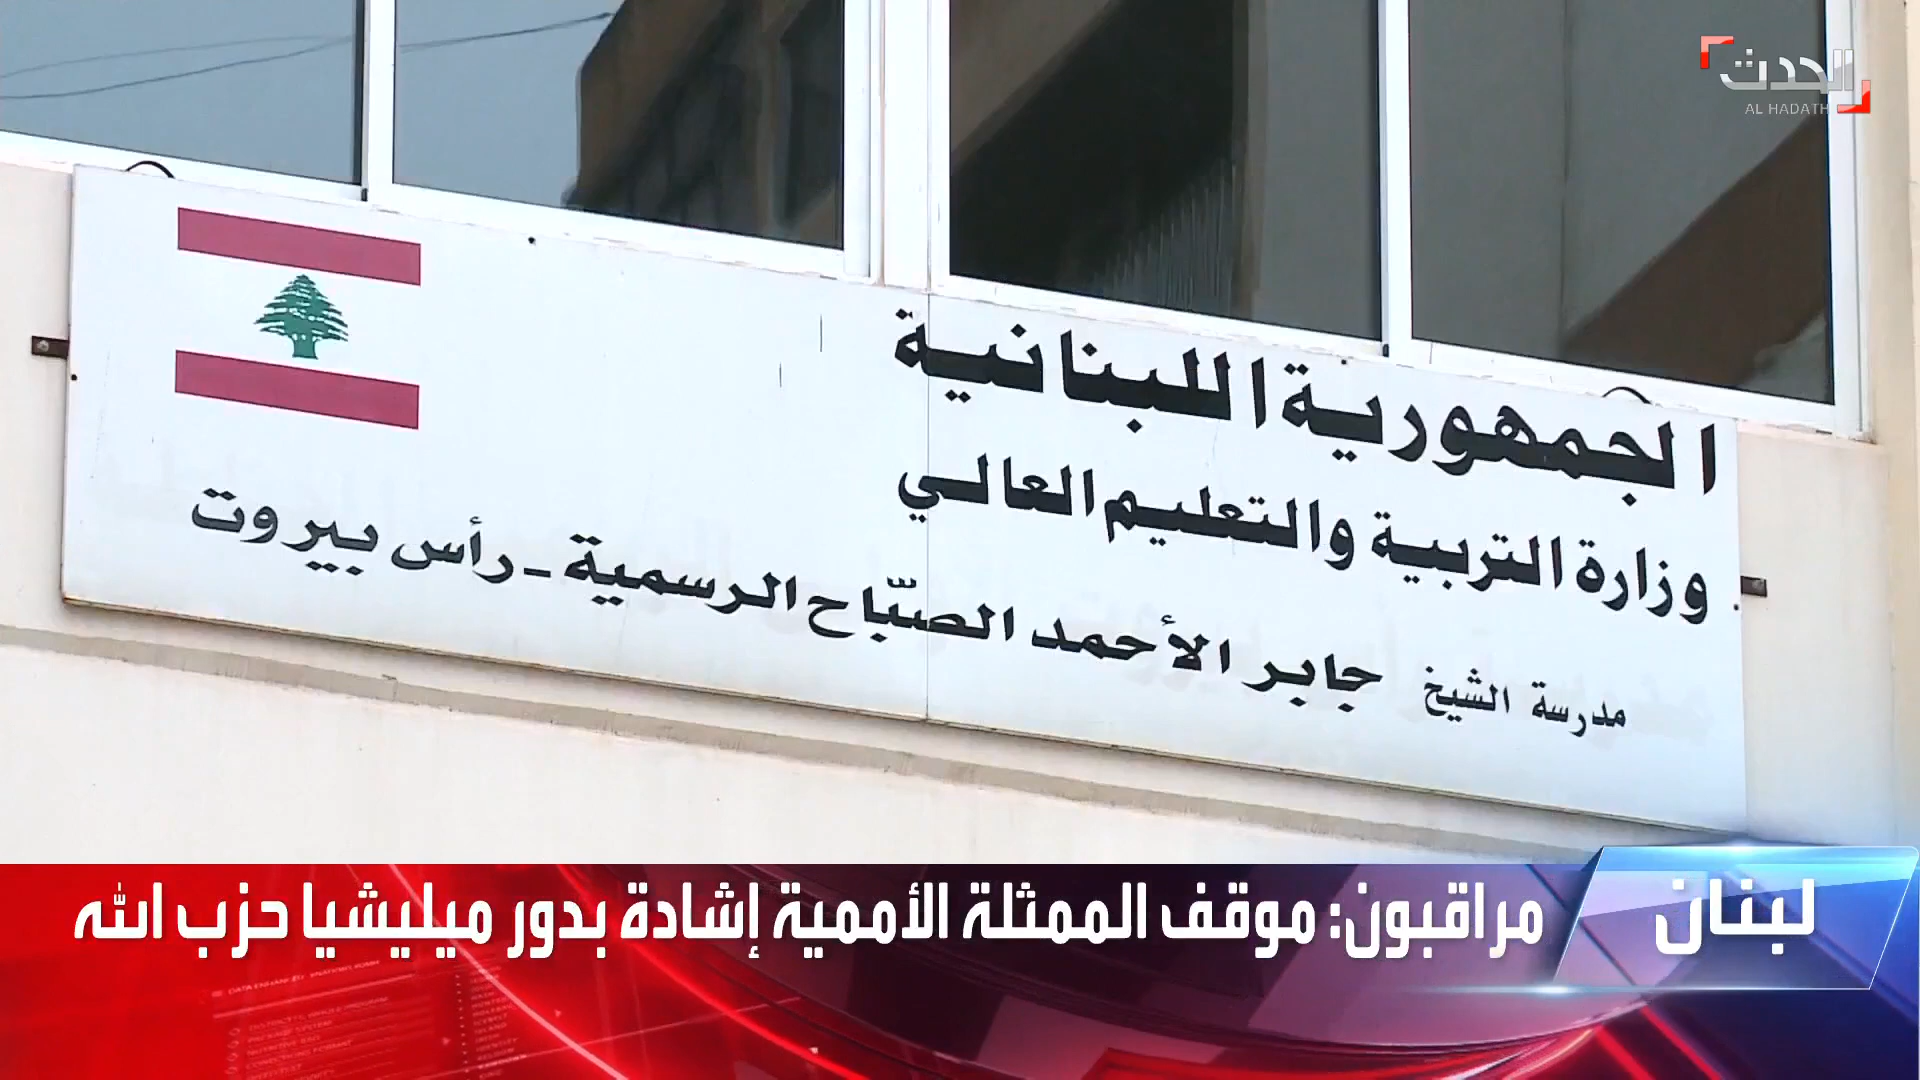 الحدث
AL HADATH
الجمهورية اللبنانية
وزارة التربية والتعليم العالي
مدرسة الشيخ جابر الأحمد الصبّاح الرسمية - رأس بيروت
لبنان
مراقبون: موقف الممثلة الأممية إشادة بدور ميليشيا حزب الله